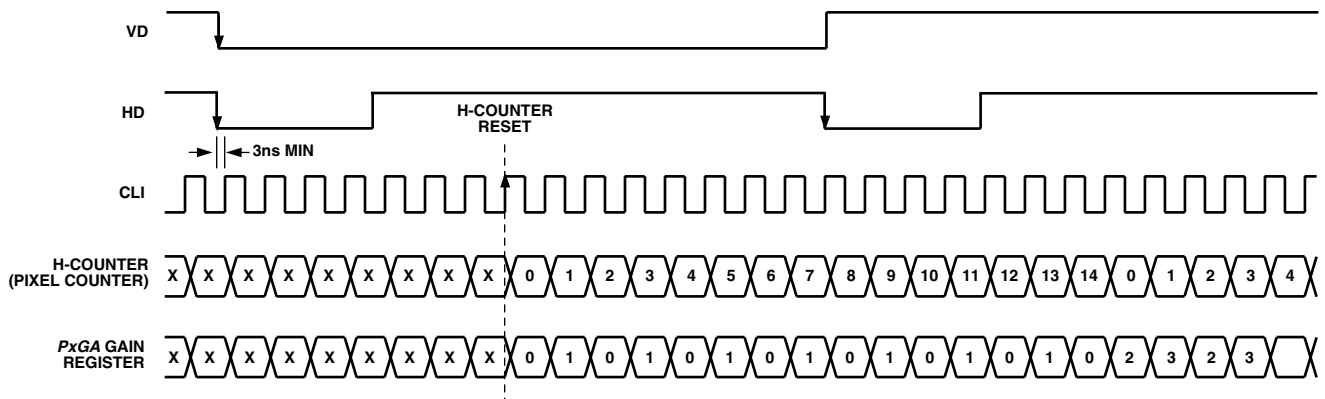 VD
HD
H-COUNTER
RESET
3ns MIN
CLI
H-COUNTER
(PIXEL COUNTER)
X X X X X X X X X 0 1 2 3 4 5 6 7 8 9 10 11 12 13 14 0 1 2 3 4
PxGA GAIN
REGISTER
X X X X X X X X X 0 1 0 1 0 1 0 1 0 1 0 1 0 1 0 2 3 2 3